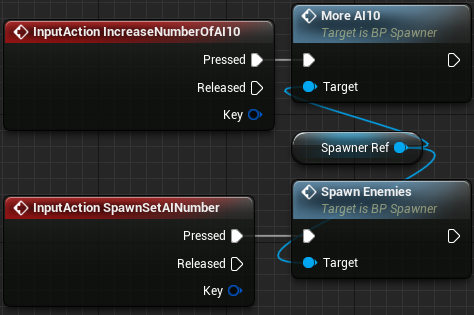 InputAction IncreaseNumberOfAI10
Pressed
Released
Key
More AI10
Target is BP Spawner
Target
Spawner Ref
InputAction SpawnSetAINumber
Pressed
Released
Key
Spawn Enemies
Target is BP Spawner
Target